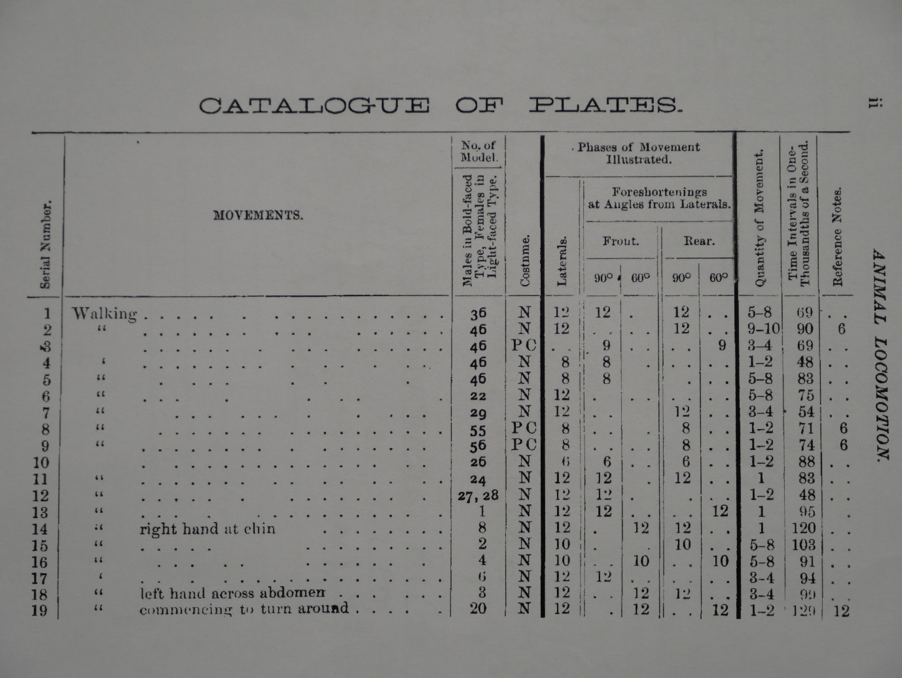 CATALOGUE OF PLATES.
ii
ANIMAL LOCOMOTION.
Serial Number.
MOVEMENTS.
No. of Model.
Males in Bold-faced Type, Females in Light-faced Type.
Costume.
Phases of Movement Illustrated.
Laterals.
Foreshortenings at Angles from Laterals.
Front. Rear.
90° 60° 90° 60°
Quantity of Movement.
Time Intervals in One-Thousandths of a Second.
Reference Notes.
1 Walking . . . 36 N 12 12 . 12 . . 5-8 69 . .
2 “ . . . 46 N 12 . . . . 12 . . 9-10 90 6
3 . . . 46 PC . . 9 . . . . 9 3-4 69 . .
4 ‘ . . . 46 N 8 8 . . . . . . 1-2 48 . .
5 “ . . . 46 N 8 8 . . . 5-8 83 . .
6 “ . . . 22 N 12 . . . . . . . 5-8 75 . .
7 “ . . . 29 N 12 . . . 12 . . 3-4 54 . .
8 “ . . . 55 PC 8 . . . . 8 . . 1-2 71 6
9 “ . . . 56 PC 8 . . . . 8 . . 1-2 74 6
10 . . . 26 N 6 6 . . 6 . . 1-2 88 . .
11 “ . . . 24 N 12 12 . . 12 . . 1 83 . .
12 “ . . . 27, 28 N 12 12 . . . . . . 1-2 48 . .
13 “ . . . 1 N 12 12 . . . . 12 1 95 .
14 “ right hand at chin . . . 8 N 12 . 12 12 . 1 120 . .
15 “ . . . 2 N 10 . . . 10 . . 5-8 103 . .
16 “ . . . 4 N 10 . . 10 . . 10 5-8 91 . .
17 ‘ . . . 6 N 12 12 . . . . . . 3-4 94 . .
18 “ left hand across abdomen . . . 3 N 12 . . 12 12 . . 3-4 99 . .
19 “ commencing to turn around . . . 20 N 12 . 12 . . 12 1-2 129 12